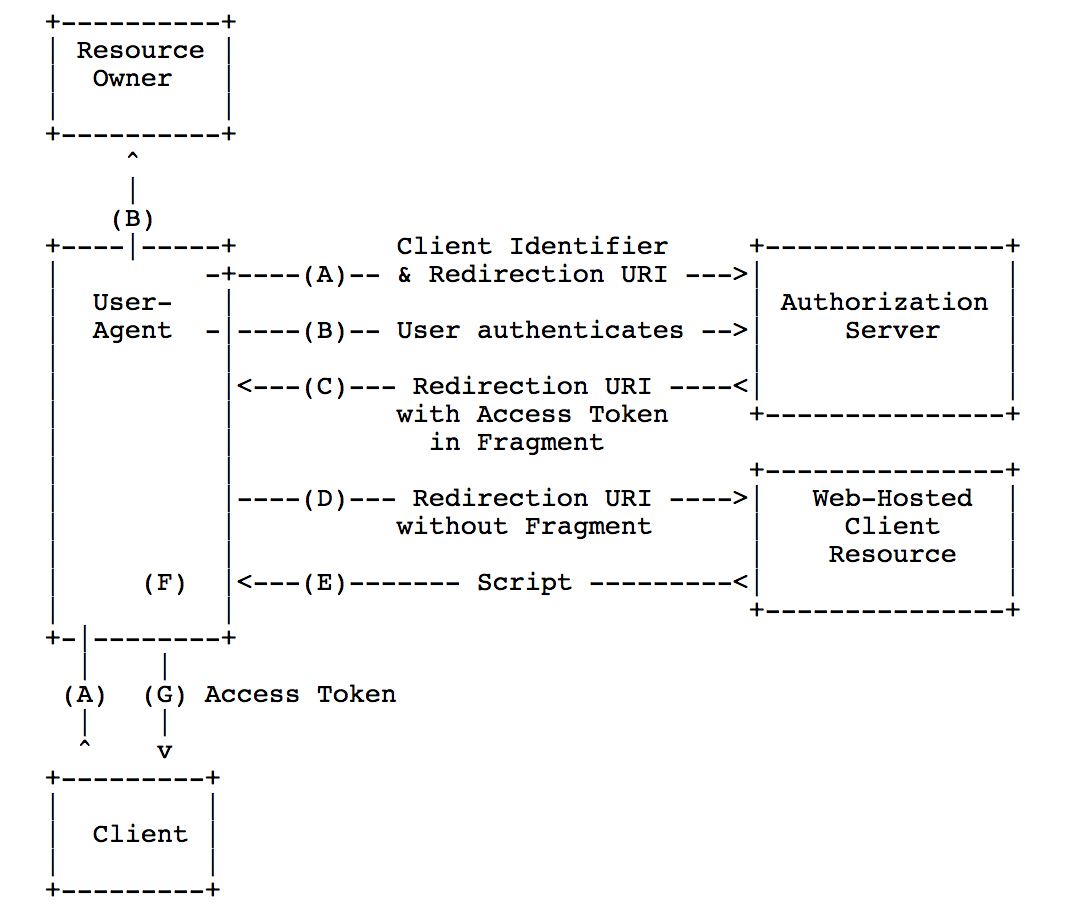 +----------+
| Resource |
|  Owner   |
|          |
+----------+
     ^
     |
    (B)
+----|-----+          Client Identifier     +---------------+
|         -+----(A)-- & Redirection URI --->|               |
|  User-   |                                | Authorization |
|  Agent  -|----(B)-- User authenticates -->|     Server    |
|          |                                |               |
|          |<---(C)--- Redirection URI ----<|               |
|          |          with Access Token     +---------------+
|          |            in Fragment
|          |                                +---------------+
|          |----(D)--- Redirection URI ---->|   Web-Hosted  |
|          |          without Fragment      |     Client    |
|          |                                |    Resource   |
|     (F)  |<---(E)------- Script ---------<|               |
|          |                                +---------------+
+-|--------+
  |    |
 (A)  (G) Access Token
  |    |
  ^    v
+---------+
|         |
|  Client |
|         |
+---------+